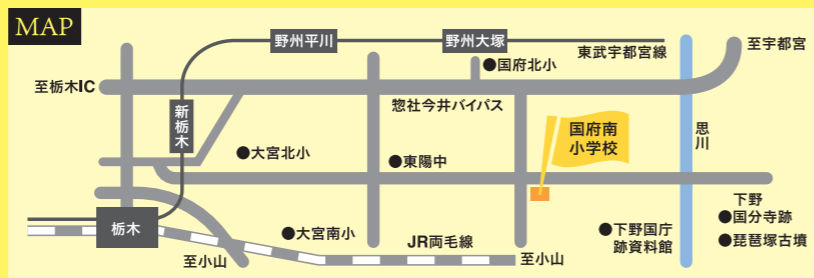 MAP
野州平川
野州大塚
東武宇都宮線
至宇都宮
●国府北小
至栃木IC
惣社今井バイパス
新栃木
国府南
小学校
思川
●大宮北小
●東陽中
下野
●国分寺跡
●琵琶塚古墳
●下野国庁
跡資料館
栃木
●大宮南小
JR両毛線
至小山
至小山